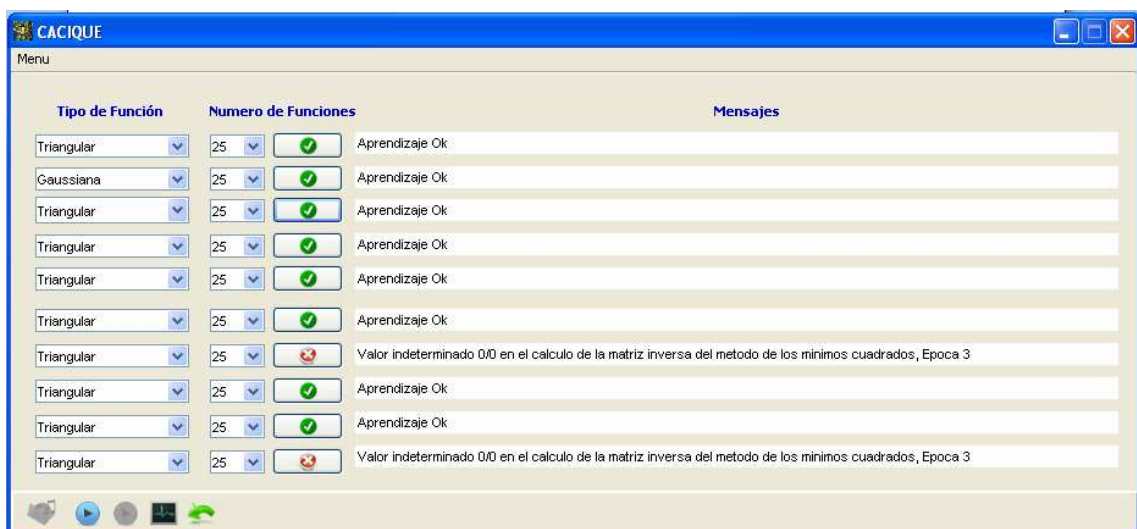 CACIQUE
Menu
Tipo de Función Numero de Funciones Mensajes
Triangular 25 Aprendizaje Ok
Gaussiana 25 Aprendizaje Ok
Triangular 25 Aprendizaje Ok
Triangular 25 Aprendizaje Ok
Triangular 25 Aprendizaje Ok
Triangular 25 Aprendizaje Ok
Triangular 25 Valor indeterminado 0/0 en el calculo de la matriz inversa del metodo de los minimos cuadrados, Epoca 3
Triangular 25 Aprendizaje Ok
Triangular 25 Aprendizaje Ok
Triangular 25 Valor indeterminado 0/0 en el calculo de la matriz inversa del metodo de los minimos cuadrados, Epoca 3